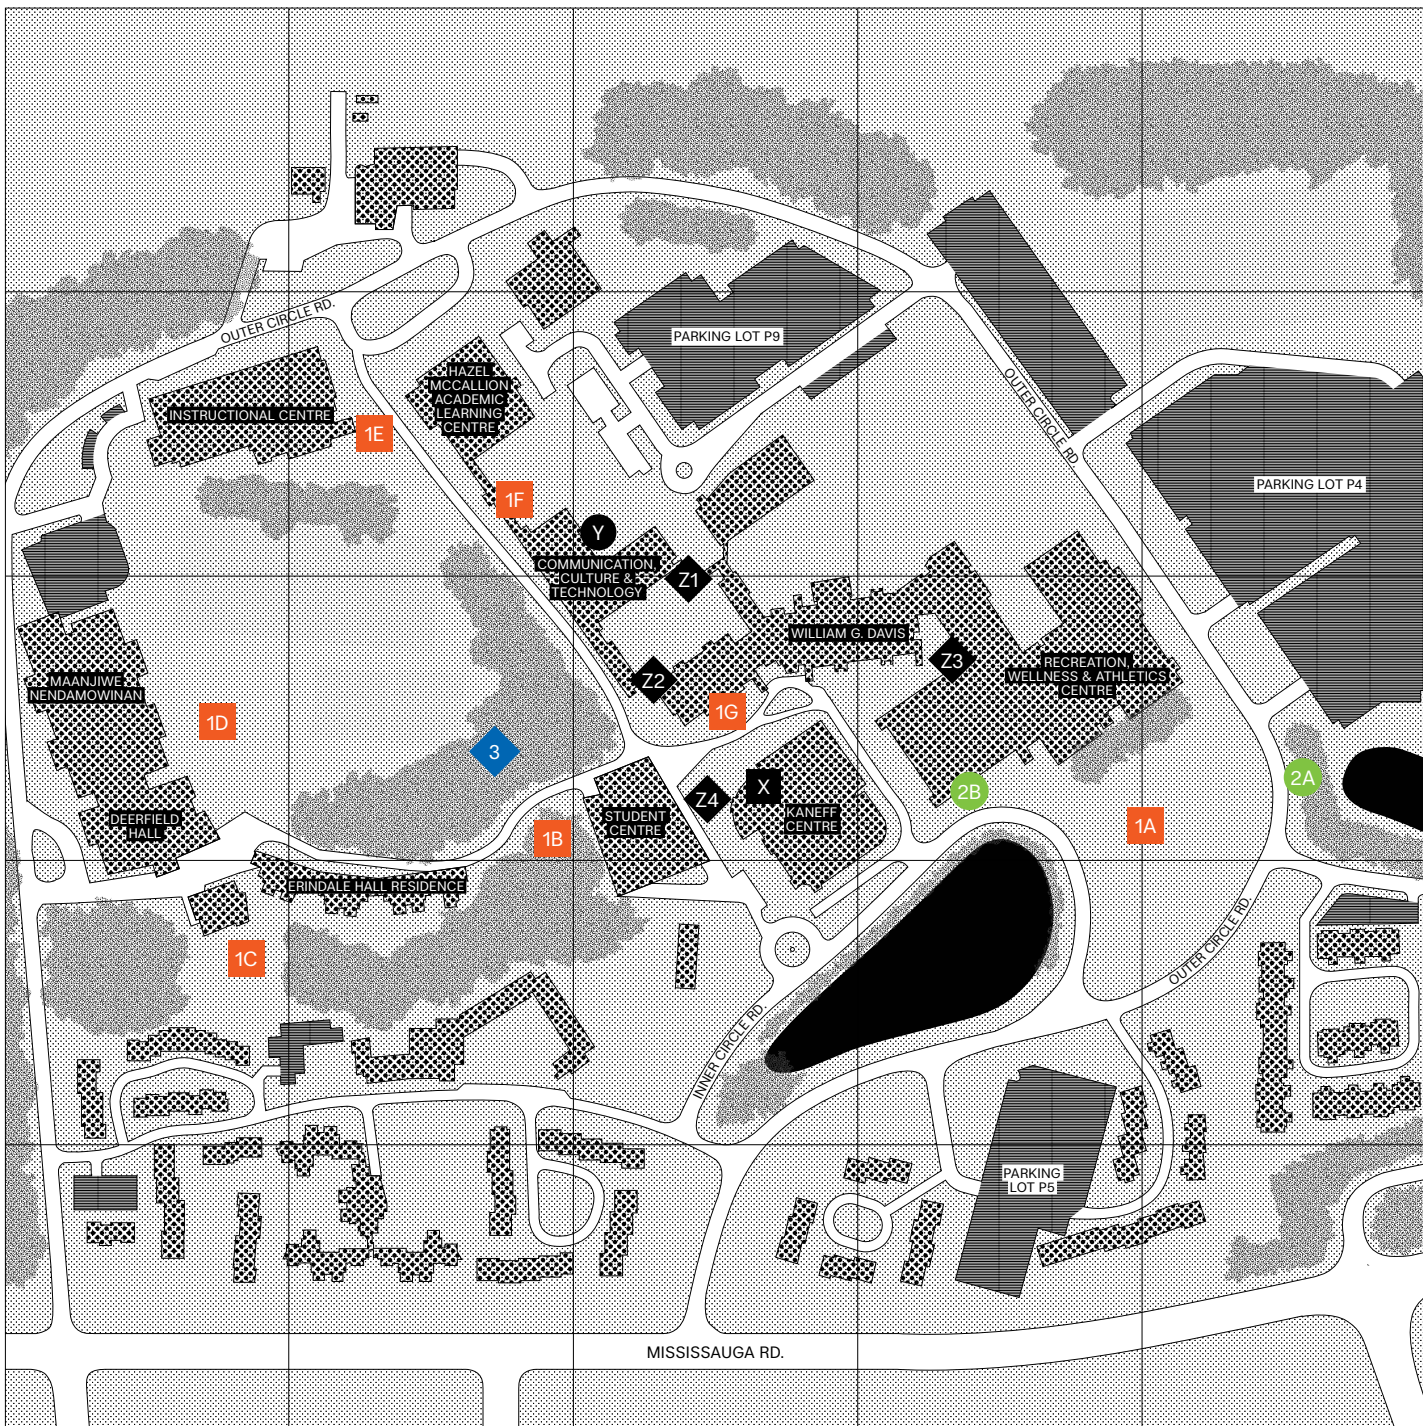 OUTER CIRCLE RD.
PARKING LOT P9
HAZEL
MCCALLION
ACADEMIC
LEARNING
CENTRE
INSTRUCTIONAL CENTRE
1E
OUTER CIRCLE RD.
PARKING LOT P4
1F
Y
COMMUNICATION,
CULTURE &
TECHNOLOGY
Z1
WILLIAM G. DAVIS
Z3
RECREATION,
WELLNESS & ATHLETICS
CENTRE
MAANJIWE
NENDAMOWINAN
Z2
1D
1G
3
2A
X
2B
Z4
DEERFIELD
HALL
STUDENT
CENTRE
KANEFF
CENTRE
1A
1B
ERINDALE HALL RESIDENCE
1C
OUTER CIRCLE RD.
INNER CIRCLE RD.
PARKING
LOT P5
MISSISSAUGA RD.